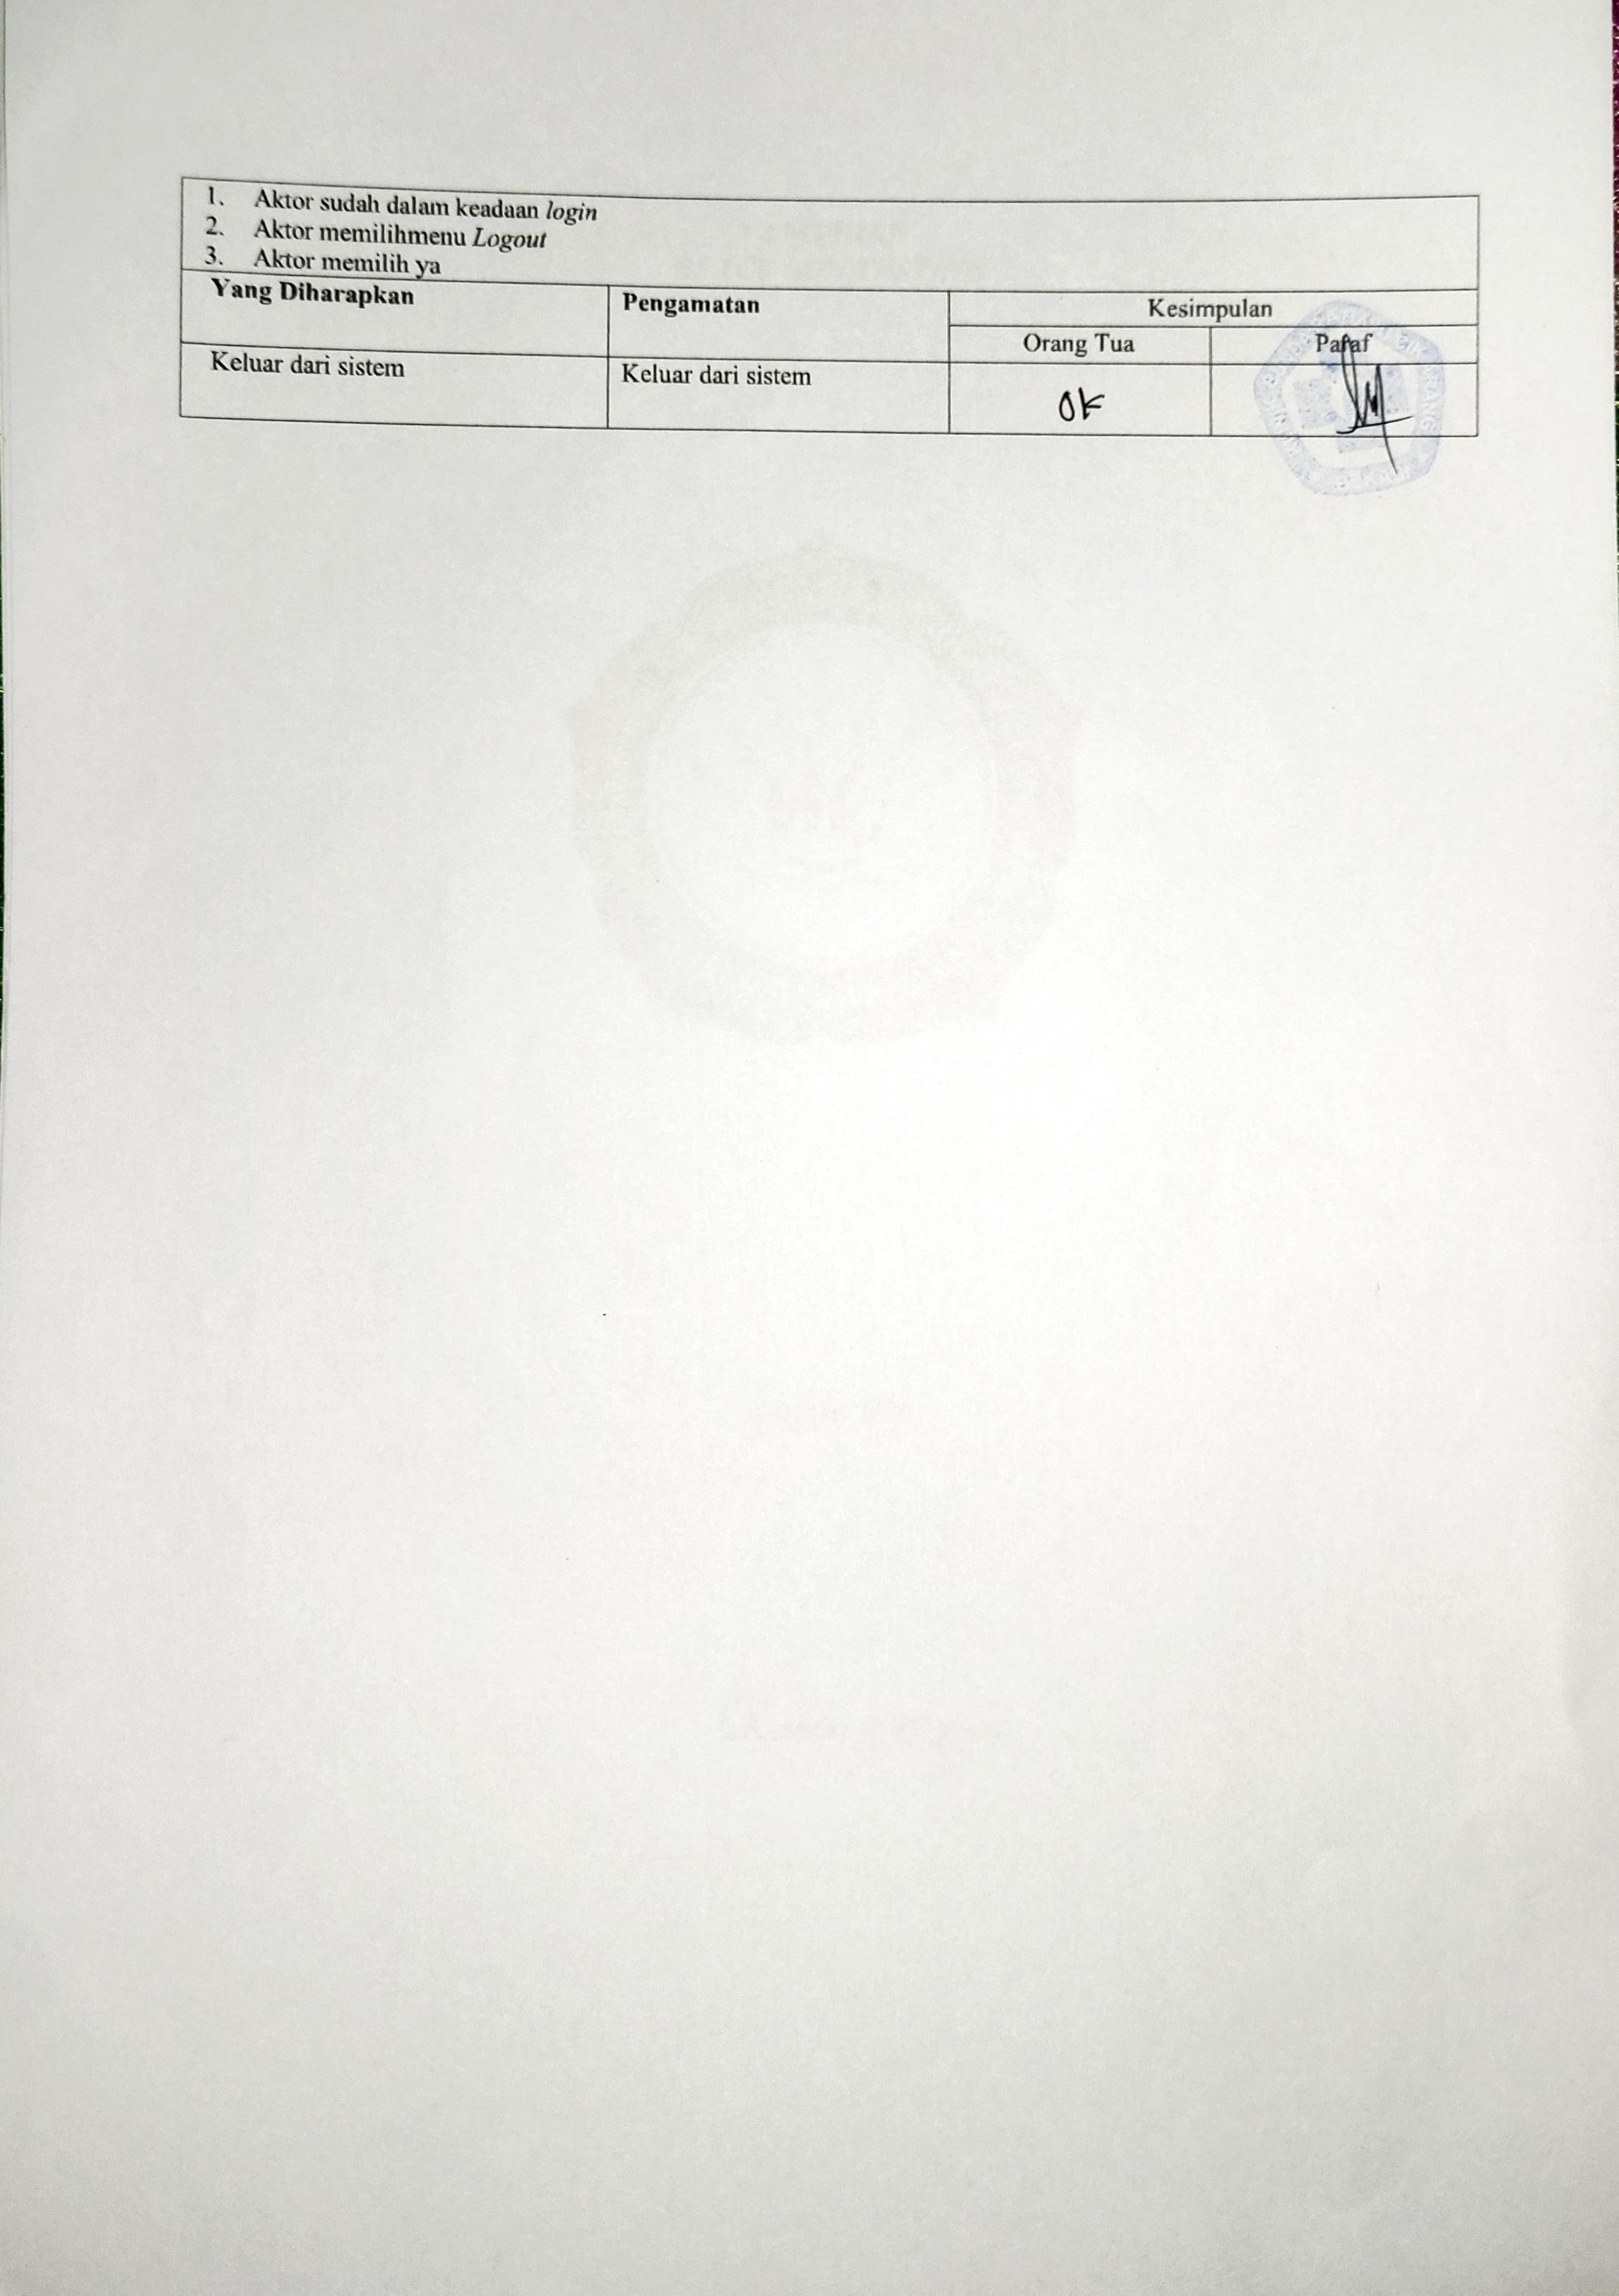 1. Aktor sudah dalam keadaan login
2. Aktor memilihmenu Logout
3. Aktor memilih ya
Yang Diharapkan
Pengamatan
Kesimpulan
Orang Tua
Paraf
Keluar dari sistem
Keluar dari sistem
OK